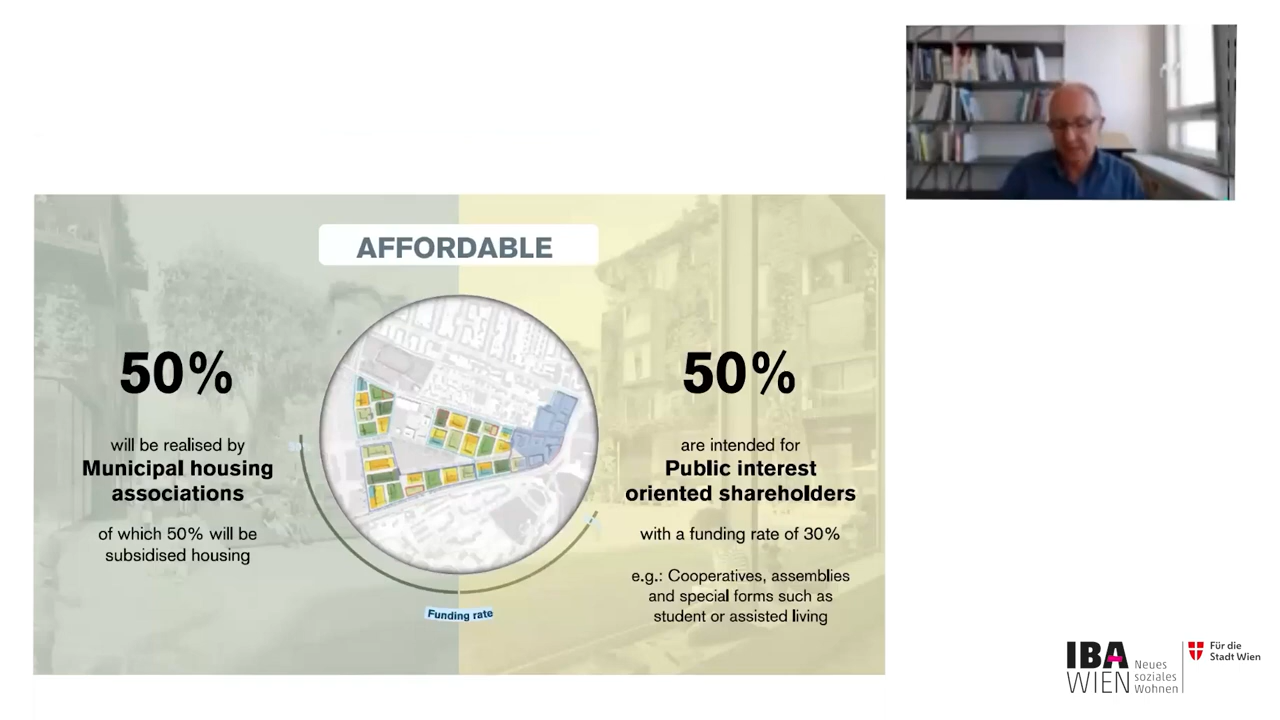 AFFORDABLE
50%
will be realised by
Municipal housing
associations
of which 50% will be
subsidised housing
50%
are intended for
Public interest
oriented shareholders
with a funding rate of 30%
e.g.: Cooperatives, assemblies
and special forms such as
student or assisted living
Funding rate
IBA
WIEN
Neues
soziales
Wohnen
Für die
Stadt Wien